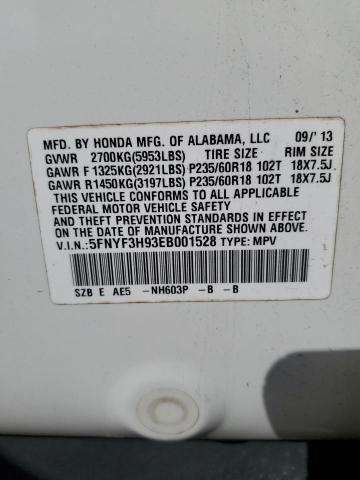 MFD. BY HONDA MFG. OF ALABAMA, LLC 09/'13
GVWR 2700KG(5953LBS) TIRE SIZE RIM SIZE
GAWR F 1325KG(2921LBS) P235/60R18 102T 18X7.5J
GAWR R1450KG(3197LBS) P235/60R18 102T 18X7.5J
THIS VEHICLE CONFORMS TO ALL APPLICABLE
FEDERAL MOTOR VEHICLE SAFETY
AND THEFT PREVENTION STANDARDS IN EFFECT
ON THE DATE OF MANUFACTURE SHOWN ABOVE.
V.I.N.: 5FNYF3H93EB001528 TYPE: MPV
SZB E AE5 -NH603P -B -B